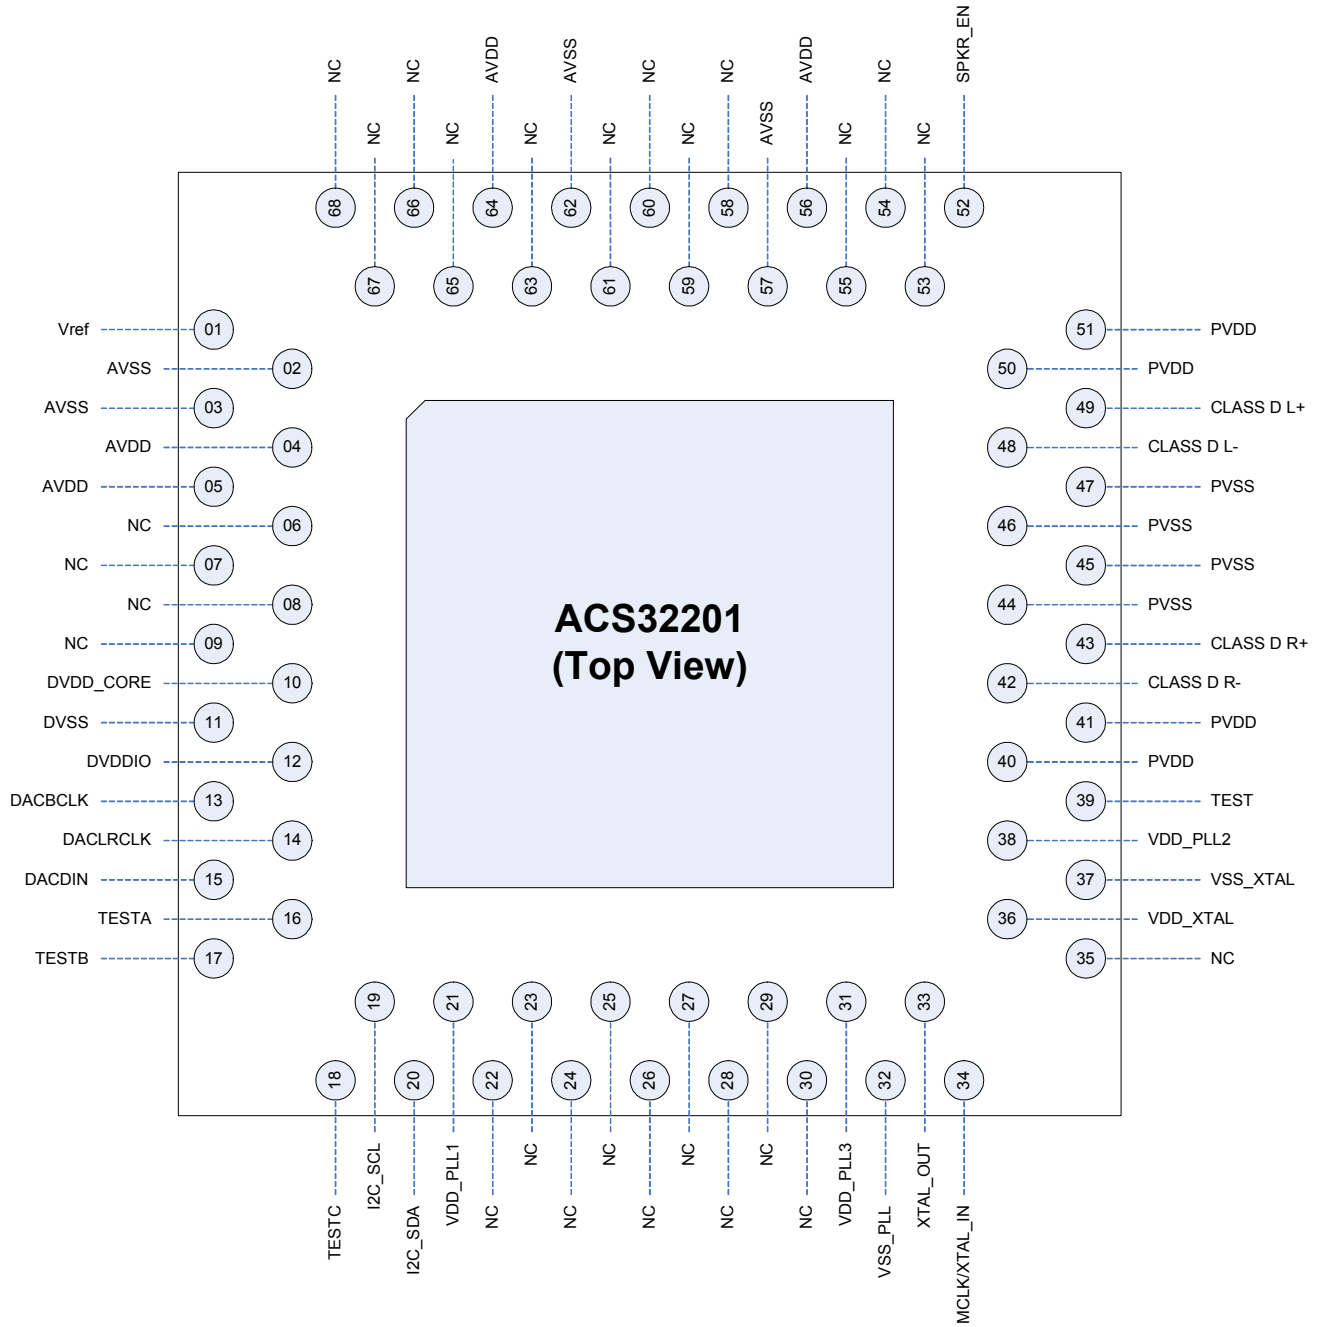 NC
NC
AVDD
AVSS
NC
NC
AVDD
NC
SPKR_EN
NC
NC
NC
NC
NC
AVSS
NC
NC
68
66
64
62
60
58
56
54
52
67
65
63
61
59
57
55
53
Vref 01
AVSS 02
AVSS 03
AVDD 04
AVDD 05
NC 06
NC 07
NC 08
NC 09
DVDD_CORE 10
DVSS 11
DVDDIO 12
DACBCLK 13
DACLRCLK 14
DACDIN 15
TESTA 16
TESTB 17
ACS32201
(Top View)
51 PVDD
50 PVDD
49 CLASS D L+
48 CLASS D L-
47 PVSS
46 PVSS
45 PVSS
44 PVSS
43 CLASS D R+
42 CLASS D R-
41 PVDD
40 PVDD
39 TEST
38 VDD_PLL2
37 VSS_XTAL
36 VDD_XTAL
35 NC
19
21
23
25
27
29
31
33
18
20
22
24
26
28
30
32
34
I2C_SCL
VDD_PLL1
NC
NC
NC
NC
VDD_PLL3
XTAL_OUT
TESTC
I2C_SDA
NC
NC
NC
NC
NC
VSS_PLL
MCLK/XTAL_IN